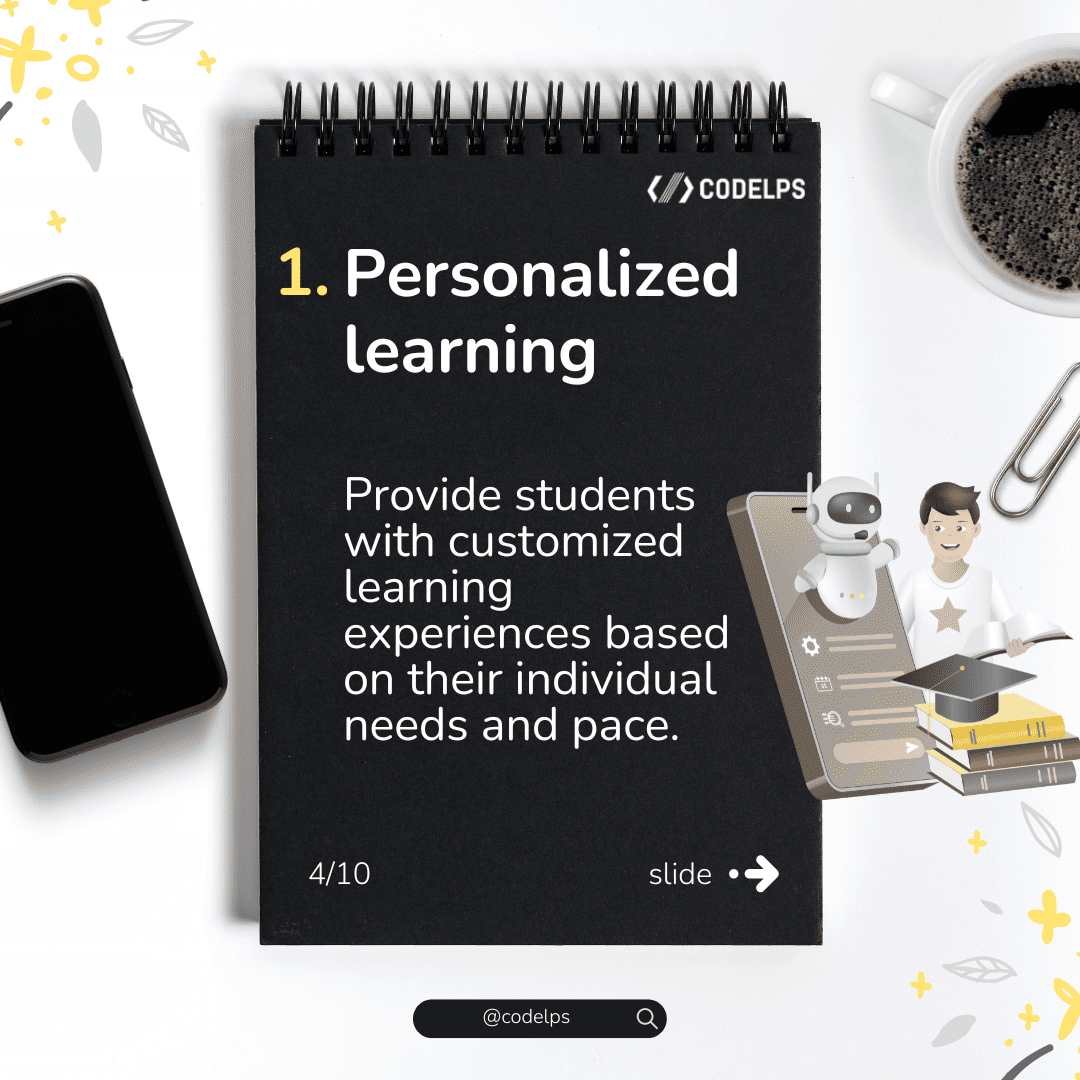 CODELPS
1. Personalized
learning
Provide students
with customized
learning
experiences based
on their individual
needs and pace.
4/10
slide
@codelps